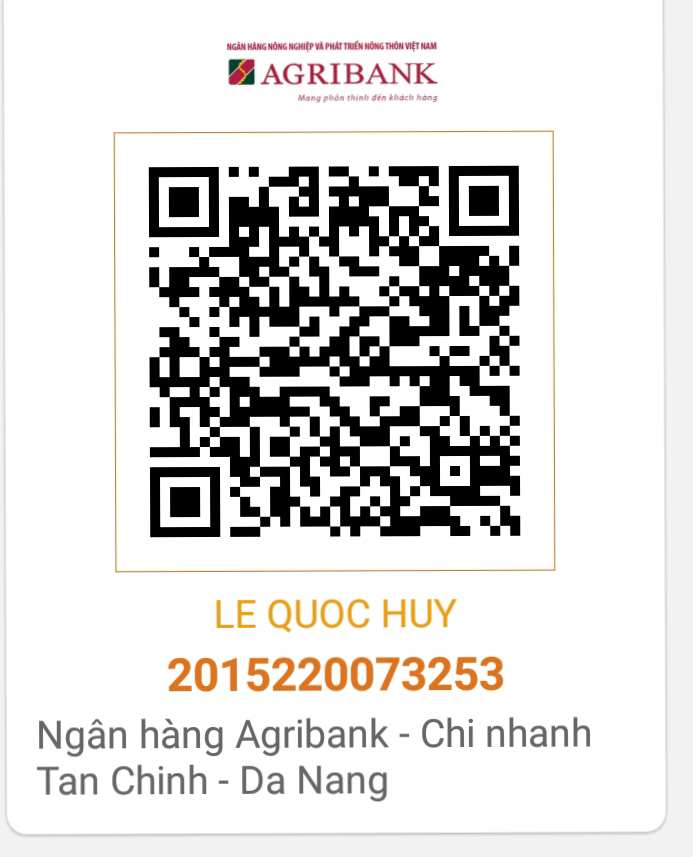 NGÂN HÀNG NÔNG NGHIỆP VÀ PHÁT TRIỂN NÔNG THÔN VIỆT NAM
AGRIBANK
Mang phồn thịnh đến khách hàng
LE QUOC HUY
2015220073253
Ngân hàng Agribank - Chi nhanh
Tan Chinh - Da Nang